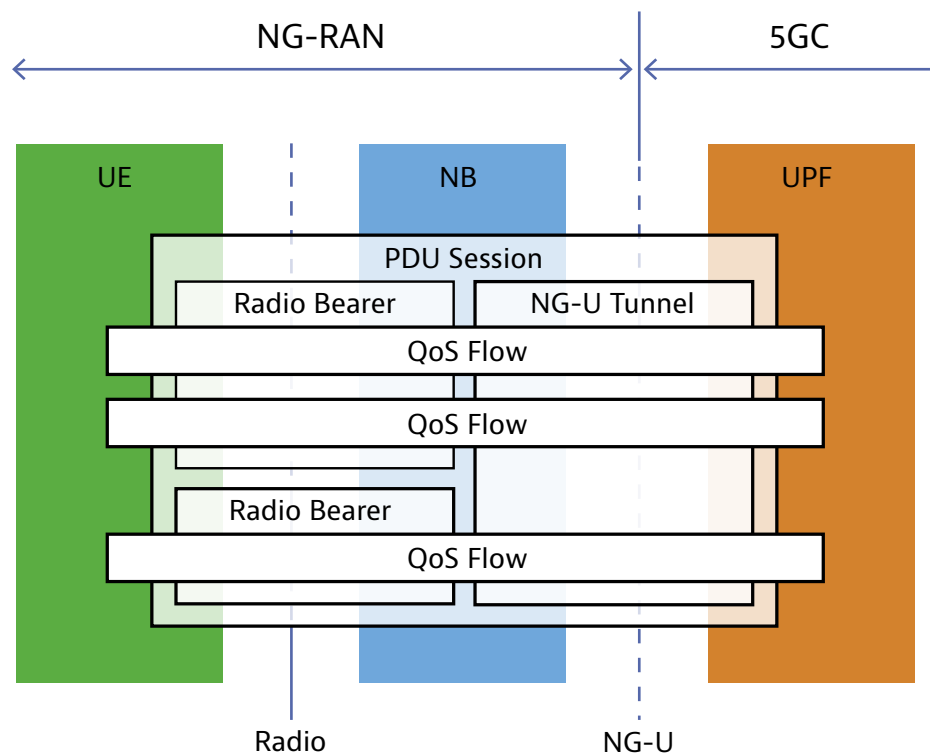 NG-RAN
5GC
UE
NB
UPF
PDU Session
Radio Bearer
NG-U Tunnel
QoS Flow
QoS Flow
Radio Bearer
QoS Flow
Radio
NG-U